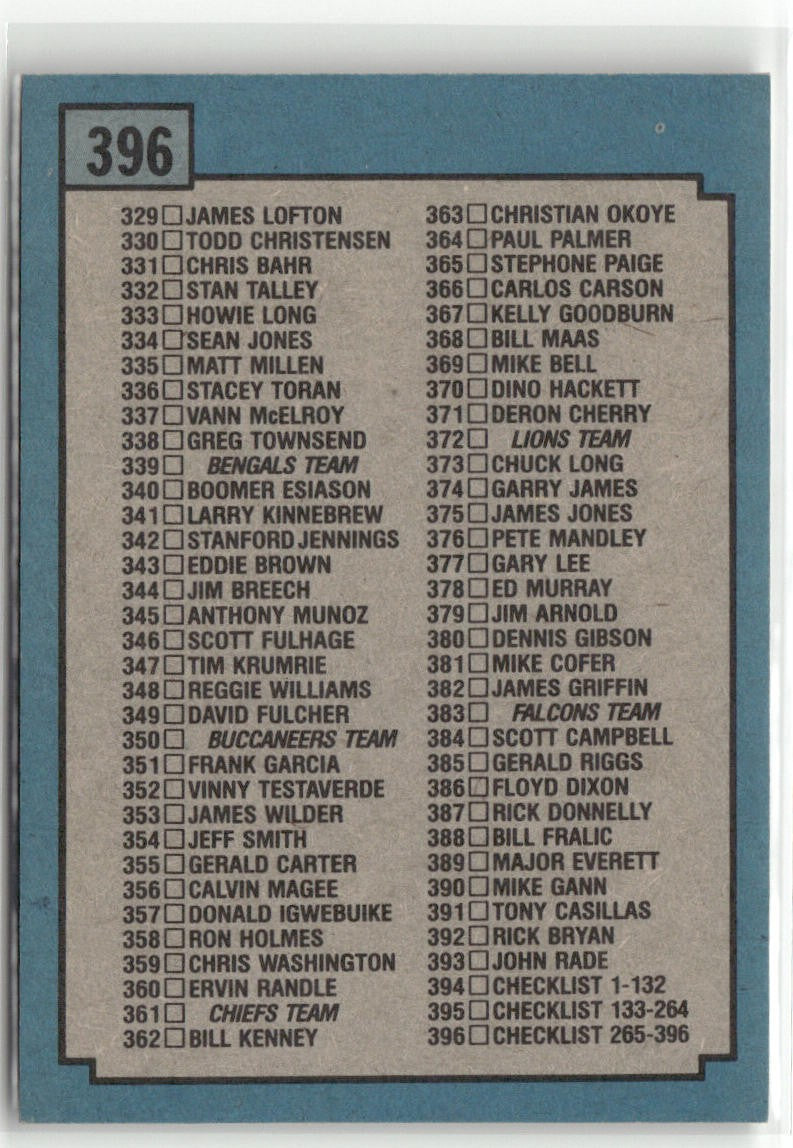 396
329 JAMES LOFTON
330 TODD CHRISTENSEN
331 CHRIS BAHR
332 STAN TALLEY
333 HOWIE LONG
334 SEAN JONES
335 MATT MILLEN
336 STACEY TORAN
337 VANN McELROY
338 GREG TOWNSEND
339 BENGALS TEAM
340 BOOMER ESIASON
341 LARRY KINNEBREW
342 STANFORD JENNINGS
343 EDDIE BROWN
344 JIM BREECH
345 ANTHONY MUNOZ
346 SCOTT FULHAGE
347 TIM KRUMRIE
348 REGGIE WILLIAMS
349 DAVID FULCHER
350 BUCCANEERS TEAM
351 FRANK GARCIA
352 VINNY TESTAVERDE
353 JAMES WILDER
354 JEFF SMITH
355 GERALD CARTER
356 CALVIN MAGEE
357 DONALD IGWEBUIKE
358 RON HOLMES
359 CHRIS WASHINGTON
360 ERVIN RANDLE
361 CHIEFS TEAM
362 BILL KENNEY
363 CHRISTIAN OKOYE
364 PAUL PALMER
365 STEPHONE PAIGE
366 CARLOS CARSON
367 KELLY GOODBURN
368 BILL MAAS
369 MIKE BELL
370 DINO HACKETT
371 DERON CHERRY
372 LIONS TEAM
373 CHUCK LONG
374 GARRY JAMES
375 JAMES JONES
376 PETE MANDLEY
377 GARY LEE
378 ED MURRAY
379 JIM ARNOLD
380 DENNIS GIBSON
381 MIKE COFER
382 JAMES GRIFFIN
383 FALCONS TEAM
384 SCOTT CAMPBELL
385 GERALD RIGGS
386 FLOYD DIXON
387 RICK DONNELLY
388 BILL FRALIC
389 MAJOR EVERETT
390 MIKE GANN
391 TONY CASILLAS
392 RICK BRYAN
393 JOHN RADE
394 CHECKLIST 1-132
395 CHECKLIST 133-264
396 CHECKLIST 265-396